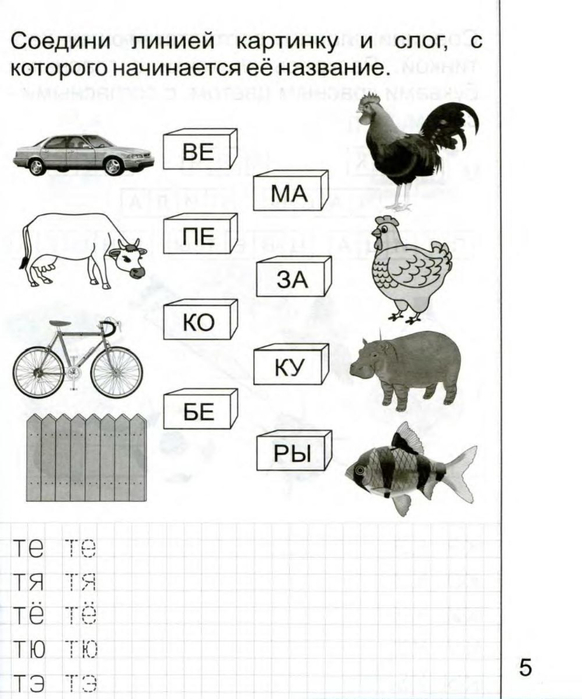 Соедини линией картинку и слог, с
которого начинается её название.
ВЕ
МА
ПЕ
ЗА
КО
КУ
БЕ
РЫ
те те
тя тя
тё тё
тю тю
тэ тэ
5